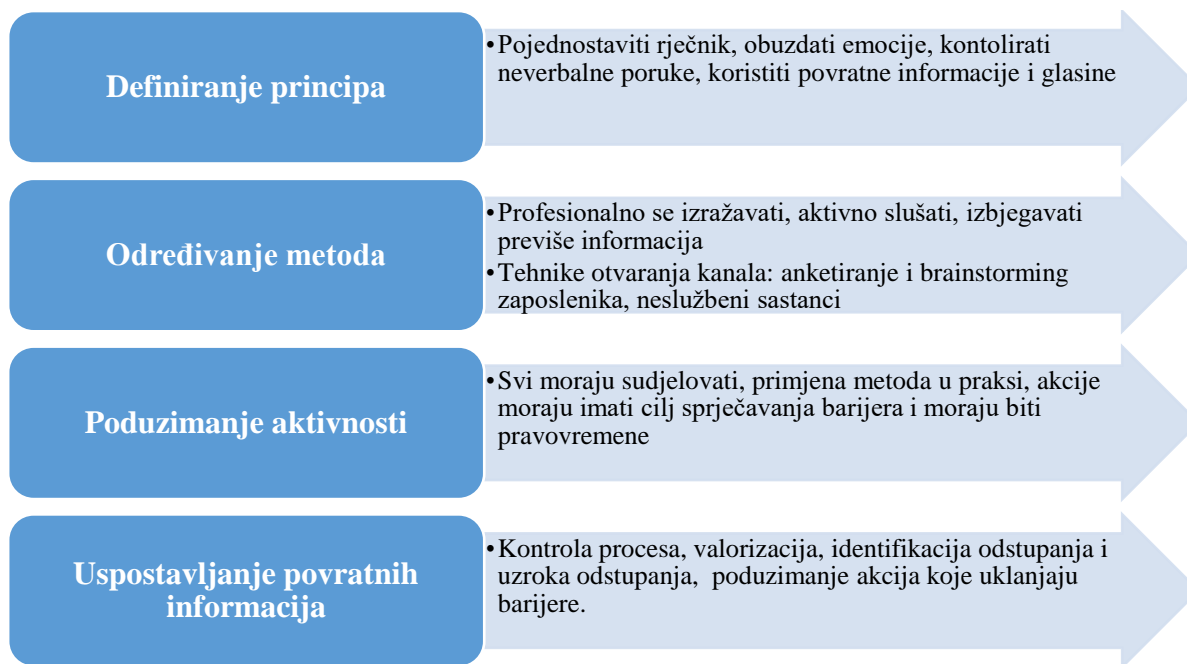 Definiranje principa
•Pojednostaviti rječnik, obuzdati emocije, kontolirati
neverbalne poruke, koristiti povratne informacije i glasine
Određivanje metoda
•Profesionalno se izražavati, aktivno slušati, izbjegavati
previše informacija
•Tehnike otvaranja kanala: anketiranje i brainstorming
zaposlenika, neslužbeni sastanci
Poduzimanje aktivnosti
•Svi moraju sudjelovati, primjena metoda u praksi, akcije
moraju imati cilj sprječavanja barijera i moraju biti
pravovremene
Uspostavljanje povratnih
informacija
•Kontrola procesa, valorizacija, identifikacija odstupanja i
uzroka odstupanja, poduzimanje akcija koje uklanjaju
barijere.